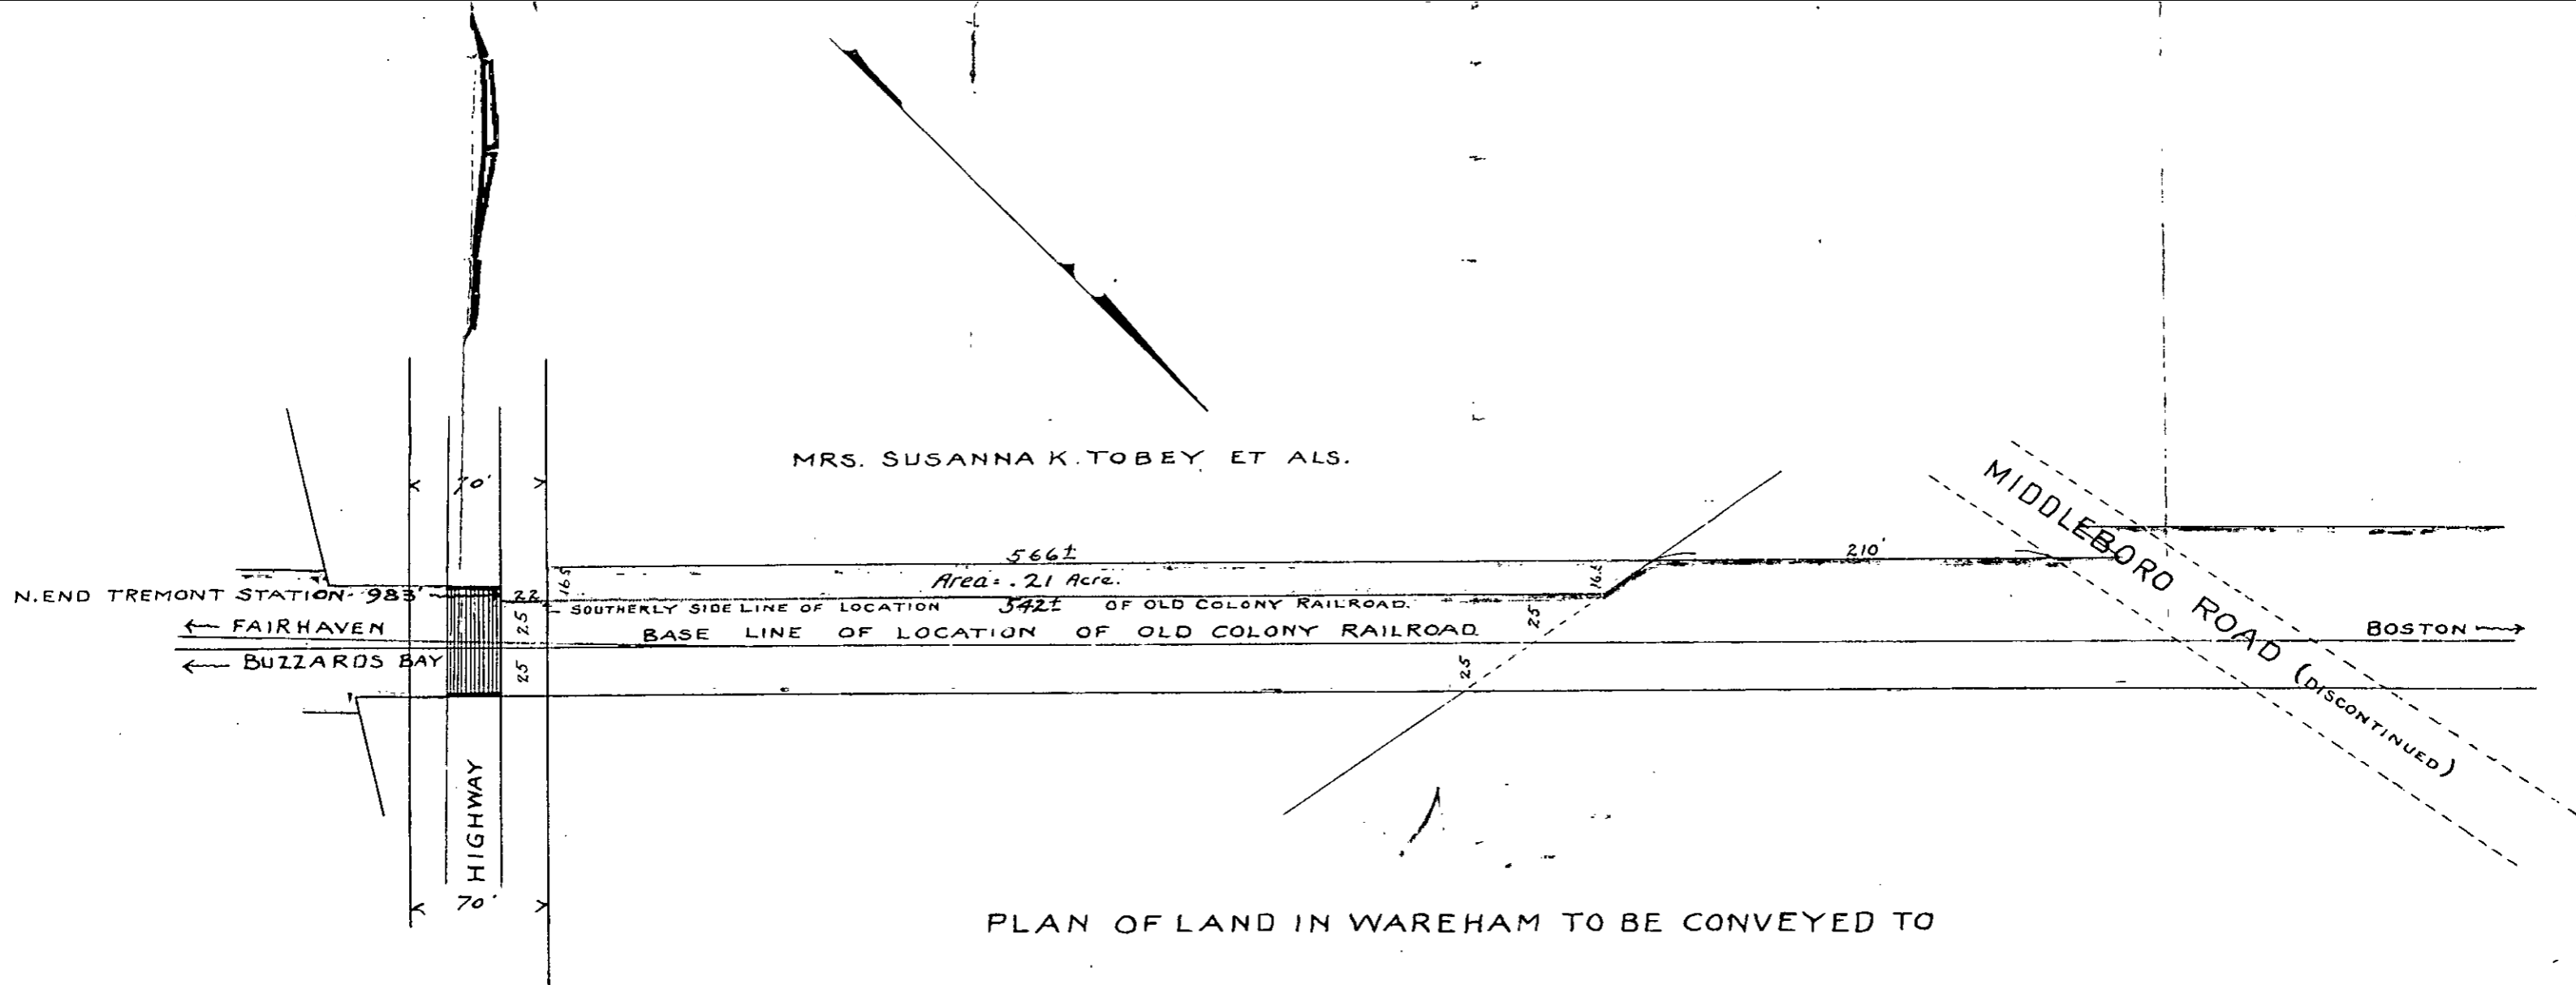 70'
MRS. SUSANNA K. TOBEY ET ALS.
MIDDLEBORO ROAD (DISCONTINUED)
566±
210'
16.5
Area = .21 Acre.
16.5
N. END TREMONT STATION - 983'
22
SOUTHERLY SIDE LINE OF LOCATION 542± OF OLD COLONY RAILROAD.
25
25
← FAIRHAVEN
BASE LINE OF LOCATION OF OLD COLONY RAILROAD
BOSTON →
← BUZZARDS BAY
25
25
HIGHWAY
70'
PLAN OF LAND IN WAREHAM TO BE CONVEYED TO